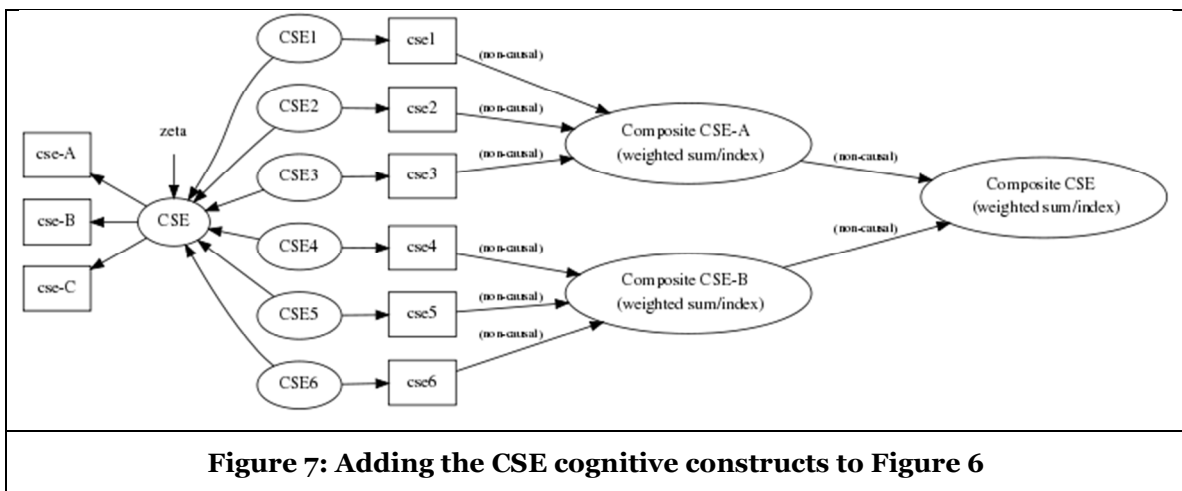 CSE1
cse1
(non-causal)
CSE2
cse2
(non-causal)
Composite CSE-A
(weighted sum/index)
zeta
cse-A
CSE3
cse3
(non-causal)
(non-causal)
Composite CSE
(weighted sum/index)
cse-B
CSE
CSE4
cse4
(non-causal)
(non-causal)
cse-C
Composite CSE-B
(weighted sum/index)
CSE5
cse5
(non-causal)
(non-causal)
CSE6
cse6
Figure 7: Adding the CSE cognitive constructs to Figure 6